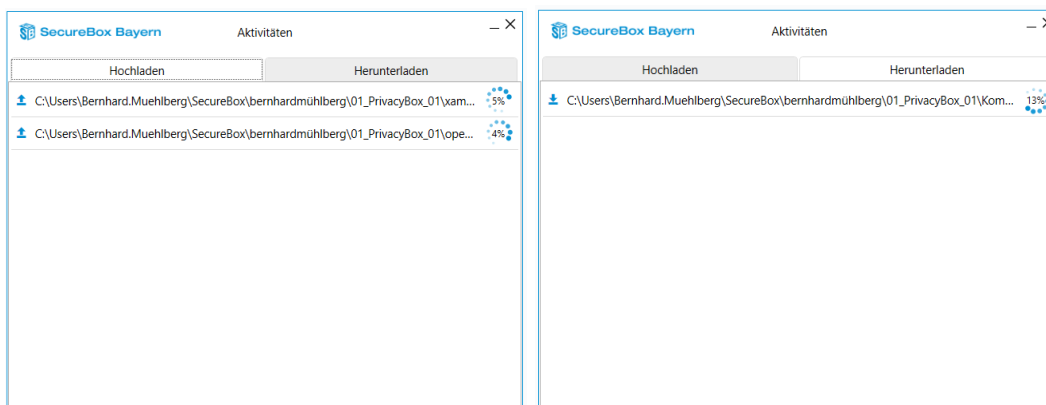 SecureBox Bayern
Aktivitäten
Hochladen
Herunterladen
C:\Users\Bernhard.Muehlberg\SecureBox\bernhardmühlberg\01_PrivacyBox_01\xam... 5%
C:\Users\Bernhard.Muehlberg\SecureBox\bernhardmühlberg\01_PrivacyBox_01\ope... 4%
SecureBox Bayern
Aktivitäten
Hochladen
Herunterladen
C:\Users\Bernhard.Muehlberg\SecureBox\bernhardmühlberg\01_PrivacyBox_01\Kom... 13%